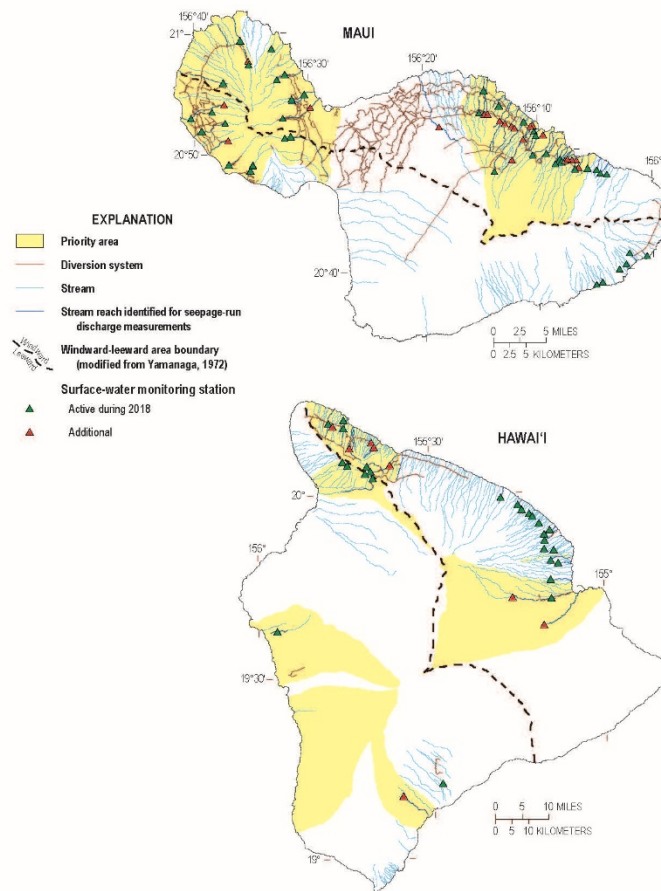 156°40'
21°
MAUI
156°30'
156°20'
156°10'
20°50'
156°
EXPLANATION
Priority area
Diversion system
Stream
Stream reach identified for seepage-run
discharge measurements
Windward
Leeward
Windward-leeward area boundary
(modified from Yamanaga, 1972)
Surface-water monitoring station
Active during 2018
Additional
20°40'
0 2.5 5 MILES
0 2.5 5 KILOMETERS
HAWAI'I
155°30'
20°
155°
155°
19°30'
0 5 10 MILES
0 5 10 KILOMETERS
19°